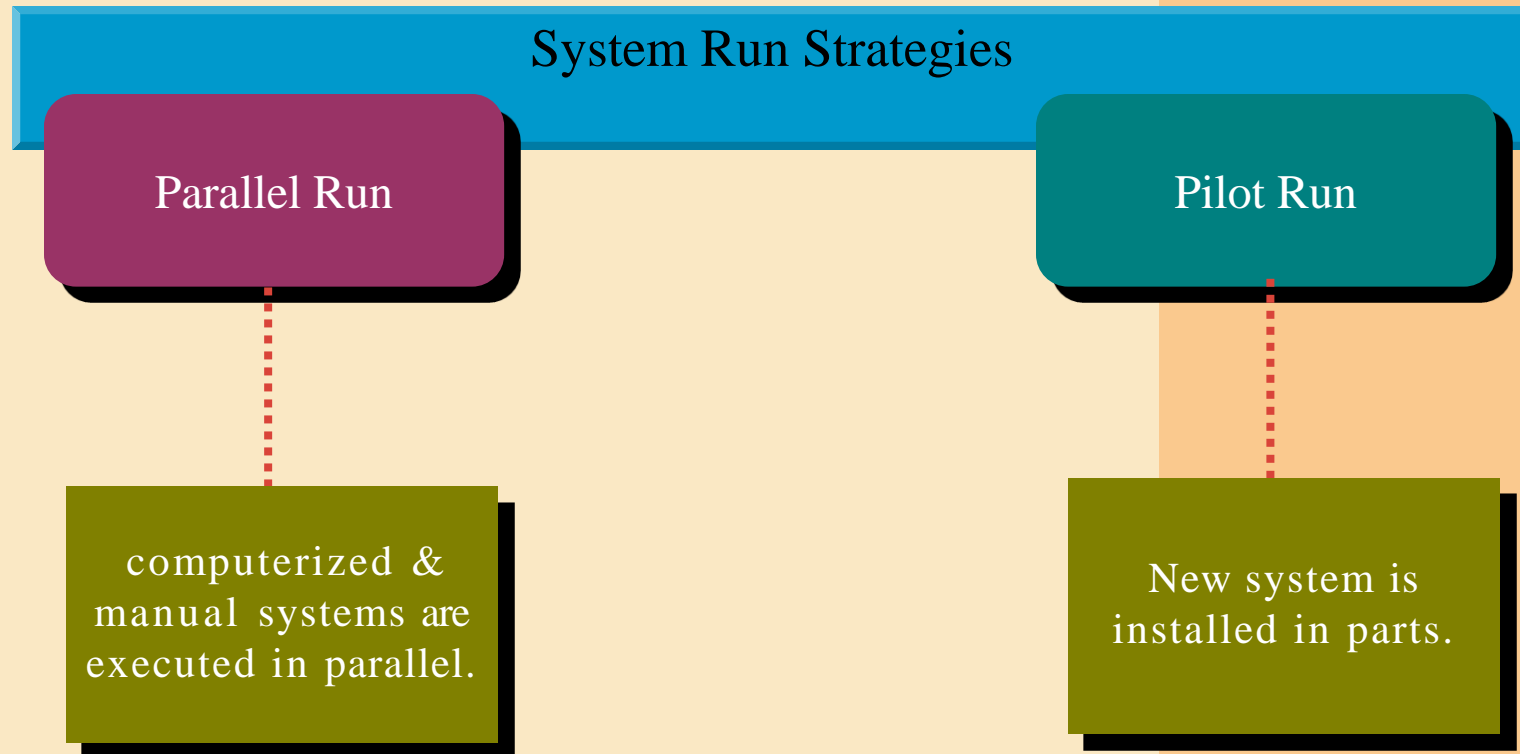 System Run Strategies
Parallel Run
Pilot Run
computerized &
manual systems are
executed in parallel.
New system is
installed in parts.